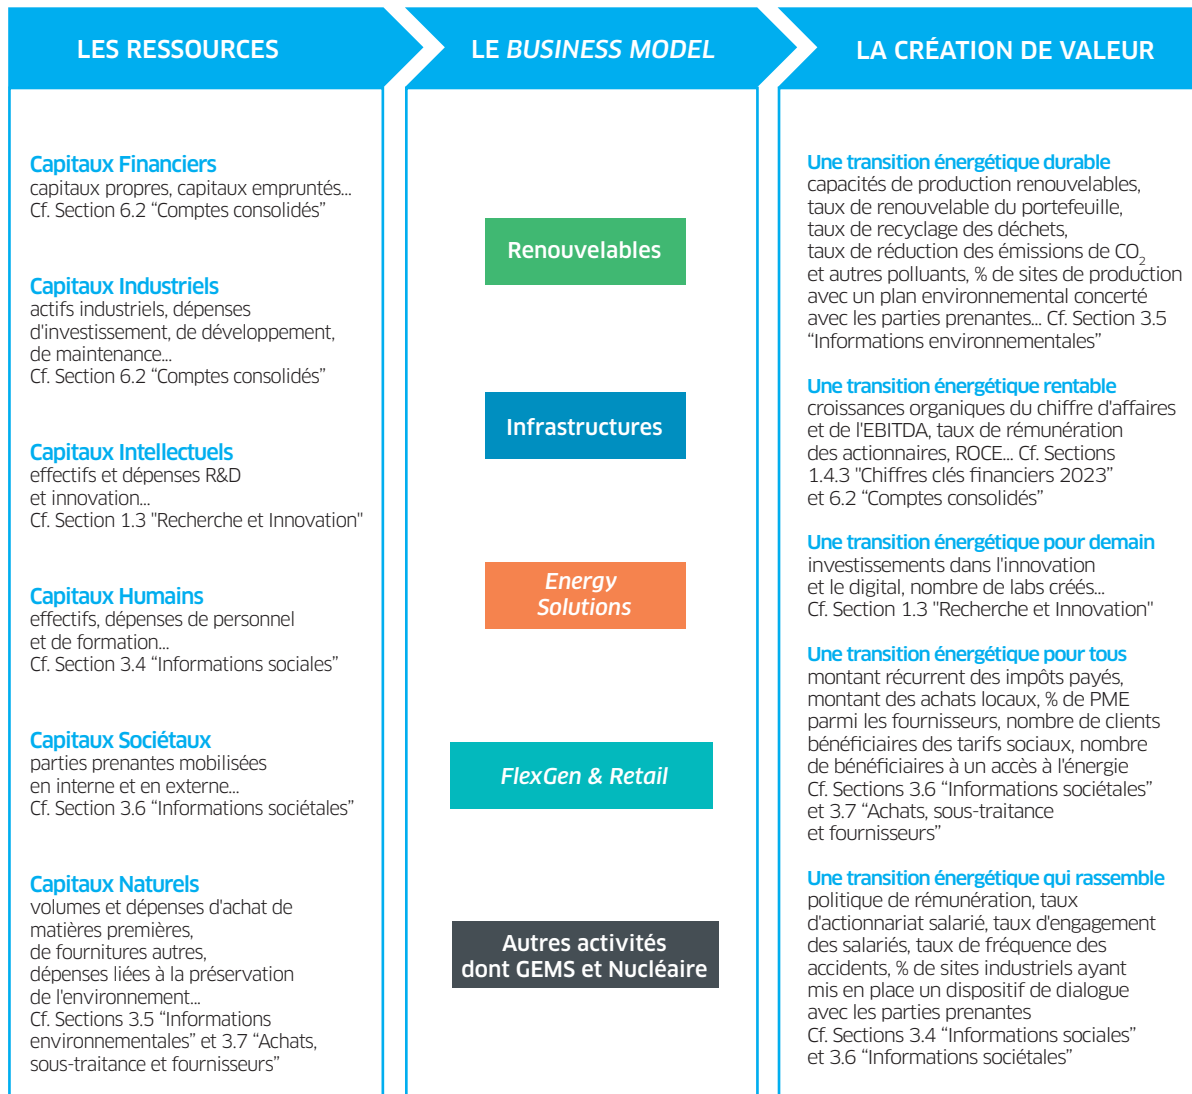 LES RESSOURCES
Capitaux Financiers
capitaux propres, capitaux empruntés...
Cf. Section 6.2 “Comptes consolidés”
Capitaux Industriels
actifs industriels, dépenses
d'investissement, de développement,
de maintenance...
Cf. Section 6.2 “Comptes consolidés”
Capitaux Intellectuels
effectifs et dépenses R&D
et innovation...
Cf. Section 1.3 "Recherche et Innovation"
Capitaux Humains
effectifs, dépenses de personnel
et de formation...
Cf. Section 3.4 “Informations sociales”
Capitaux Sociétaux
parties prenantes mobilisées
en interne et en externe...
Cf. Section 3.6 “Informations sociétales”
Capitaux Naturels
volumes et dépenses d'achat de
matières premières,
de fournitures autres,
dépenses liées à la préservation
de l'environnement...
Cf. Sections 3.5 “Informations
environnementales” et 3.7 “Achats,
sous-traitance et fournisseurs”
LE BUSINESS MODEL
Renouvelables
Infrastructures
Energy
Solutions
FlexGen & Retail
Autres activités
dont GEMS et Nucléaire
LA CRÉATION DE VALEUR
Une transition énergétique durable
capacités de production renouvelables,
taux de renouvelable du portefeuille,
taux de recyclage des déchets,
taux de réduction des émissions de CO2
et autres polluants, % de sites de production
avec un plan environnemental concerté
avec les parties prenantes... Cf. Section 3.5
“Informations environnementales”
Une transition énergétique rentable
croissances organiques du chiffre d'affaires
et de l'EBITDA, taux de rémunération
des actionnaires, ROCE... Cf. Sections
1.4.3 "Chiffres clés financiers 2023”
et 6.2 “Comptes consolidés”
Une transition énergétique pour demain
investissements dans l'innovation
et le digital, nombre de labs créés...
Cf. Section 1.3 "Recherche et Innovation"
Une transition énergétique pour tous
montant récurrent des impôts payés,
montant des achats locaux, % de PME
parmi les fournisseurs, nombre de clients
bénéficiaires des tarifs sociaux, nombre
de bénéficiaires à un accès à l'énergie
Cf. Sections 3.6 “Informations sociétales”
et 3.7 “Achats, sous-traitance
et fournisseurs”
Une transition énergétique qui rassemble
politique de rémunération, taux
d'actionnariat salarié, taux d'engagement
des salariés, taux de fréquence des
accidents, % de sites industriels ayant
mis en place un dispositif de dialogue
avec les parties prenantes
Cf. Sections 3.4 “Informations sociales”
et 3.6 “Informations sociétales”